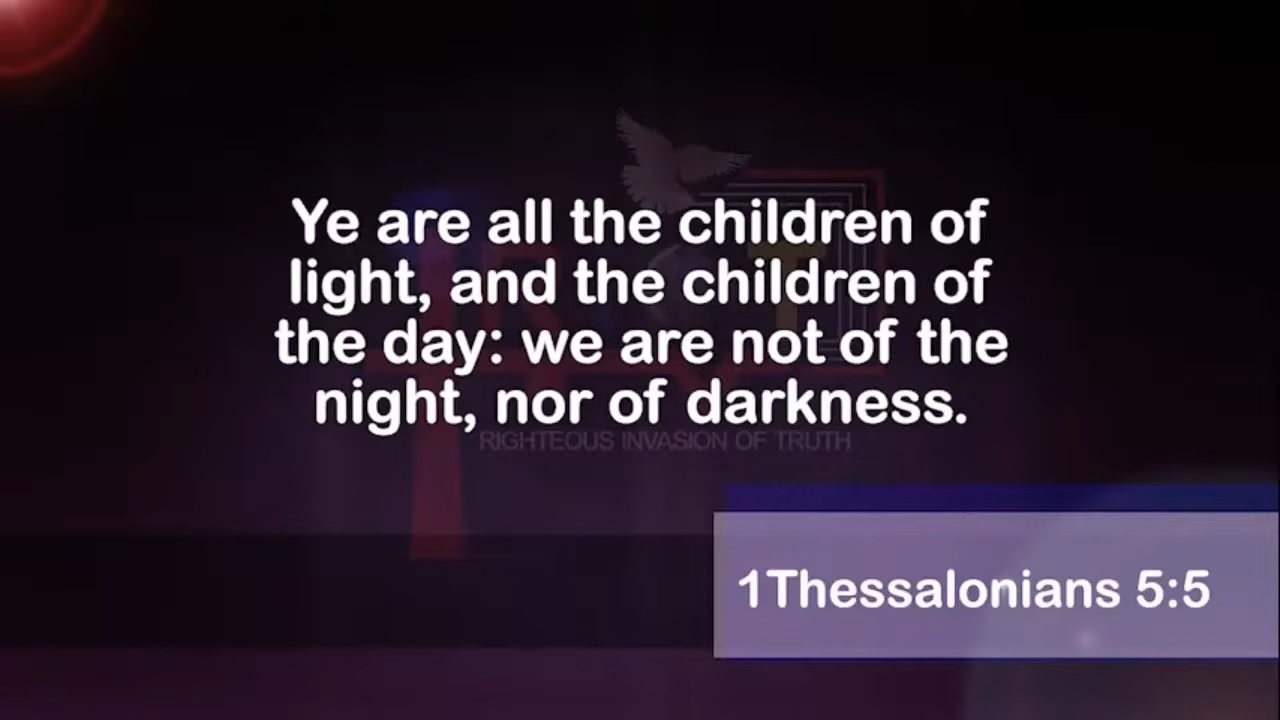 Ye are all the children of
light, and the children of
the day: we are not of the
night, nor of darkness.
RIGHTEOUS INVASION OF TRUTH
1Thessalonians 5:5